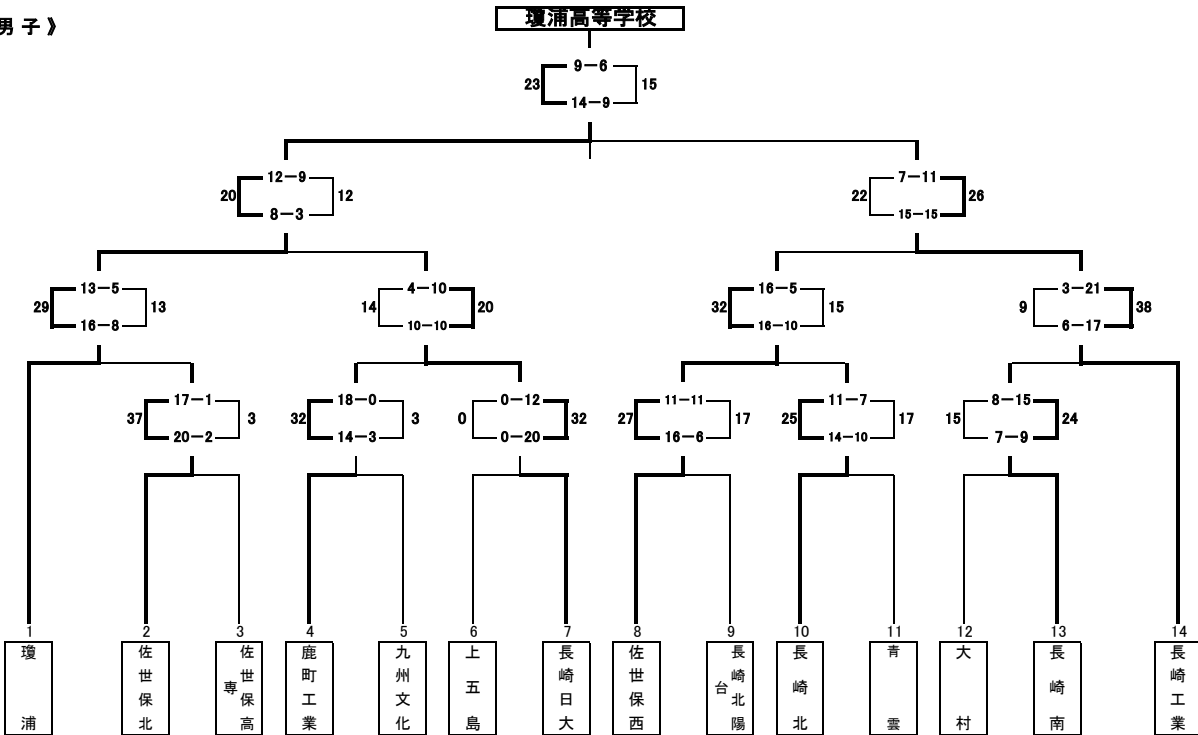 男 子 》
瓊浦高等学校
9－6
23 15
14－9
12－9 7－11
20 12 22 26
8－3 15－15
13－5 4－10 16－5 3－21
29 13 14 20 32 15 9 38
16－8 10－10 16－10 6－17
17－1 18－0 0－12 11－11 11－7 8－15
37 3 32 3 0 32 27 17 25 17 15 24
20－2 14－3 0－20 16－6 14－10 7－9
1 2 3 4 5 6 7 8 9 10 11 12 13 14
瓊浦
佐世保北
佐世保高専
鹿町工業
九州文化
上五島
長崎日大
佐世保西
長崎北陽台
長崎北
青雲
大村
長崎南
長崎工業